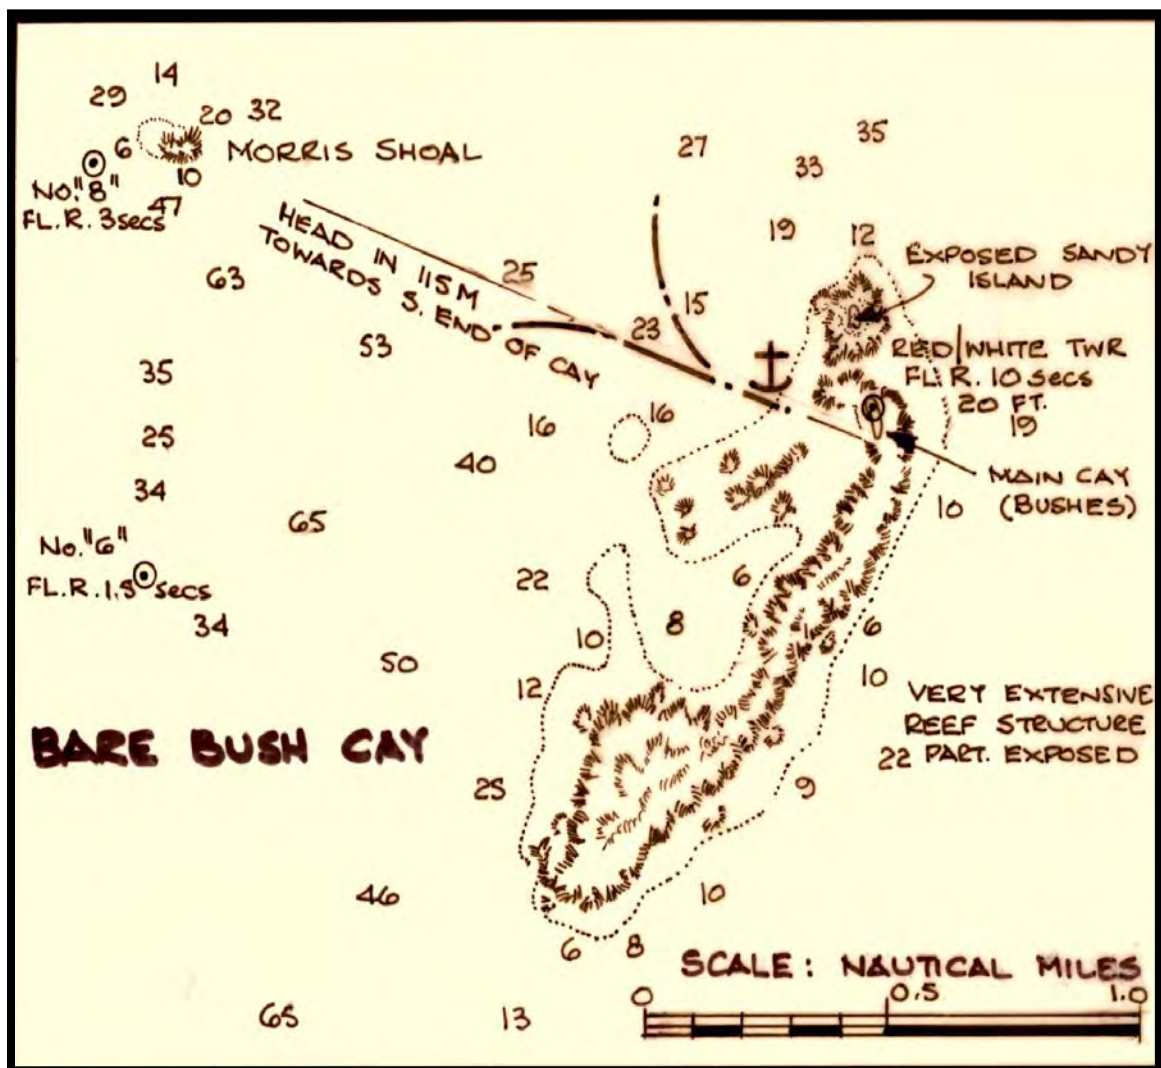 14
29
20 32
6
MORRIS SHOAL
10
No. "8"
47
FL. R. 3secs
35
27
33
19
12
HEAD IN 115M
TOWARDS S. END OF CAY
25
15
23
63
53
EXPOSED SANDY
ISLAND
RED/WHITE TWR
FL. R. 10 secs
20 FT.
19
35
25
34
16
16
40
MAIN CAY
(BUSHES)
10
65
No. "6"
FL. R. 1.5 secs
34
22
6
10
8
6
50
12
10
VERY EXTENSIVE
REEF STRUCTURE
22 PART. EXPOSED
BARE BUSH CAY
25
9
46
10
6
8
SCALE: NAUTICAL MILES
0 0.5 1.0
65
13